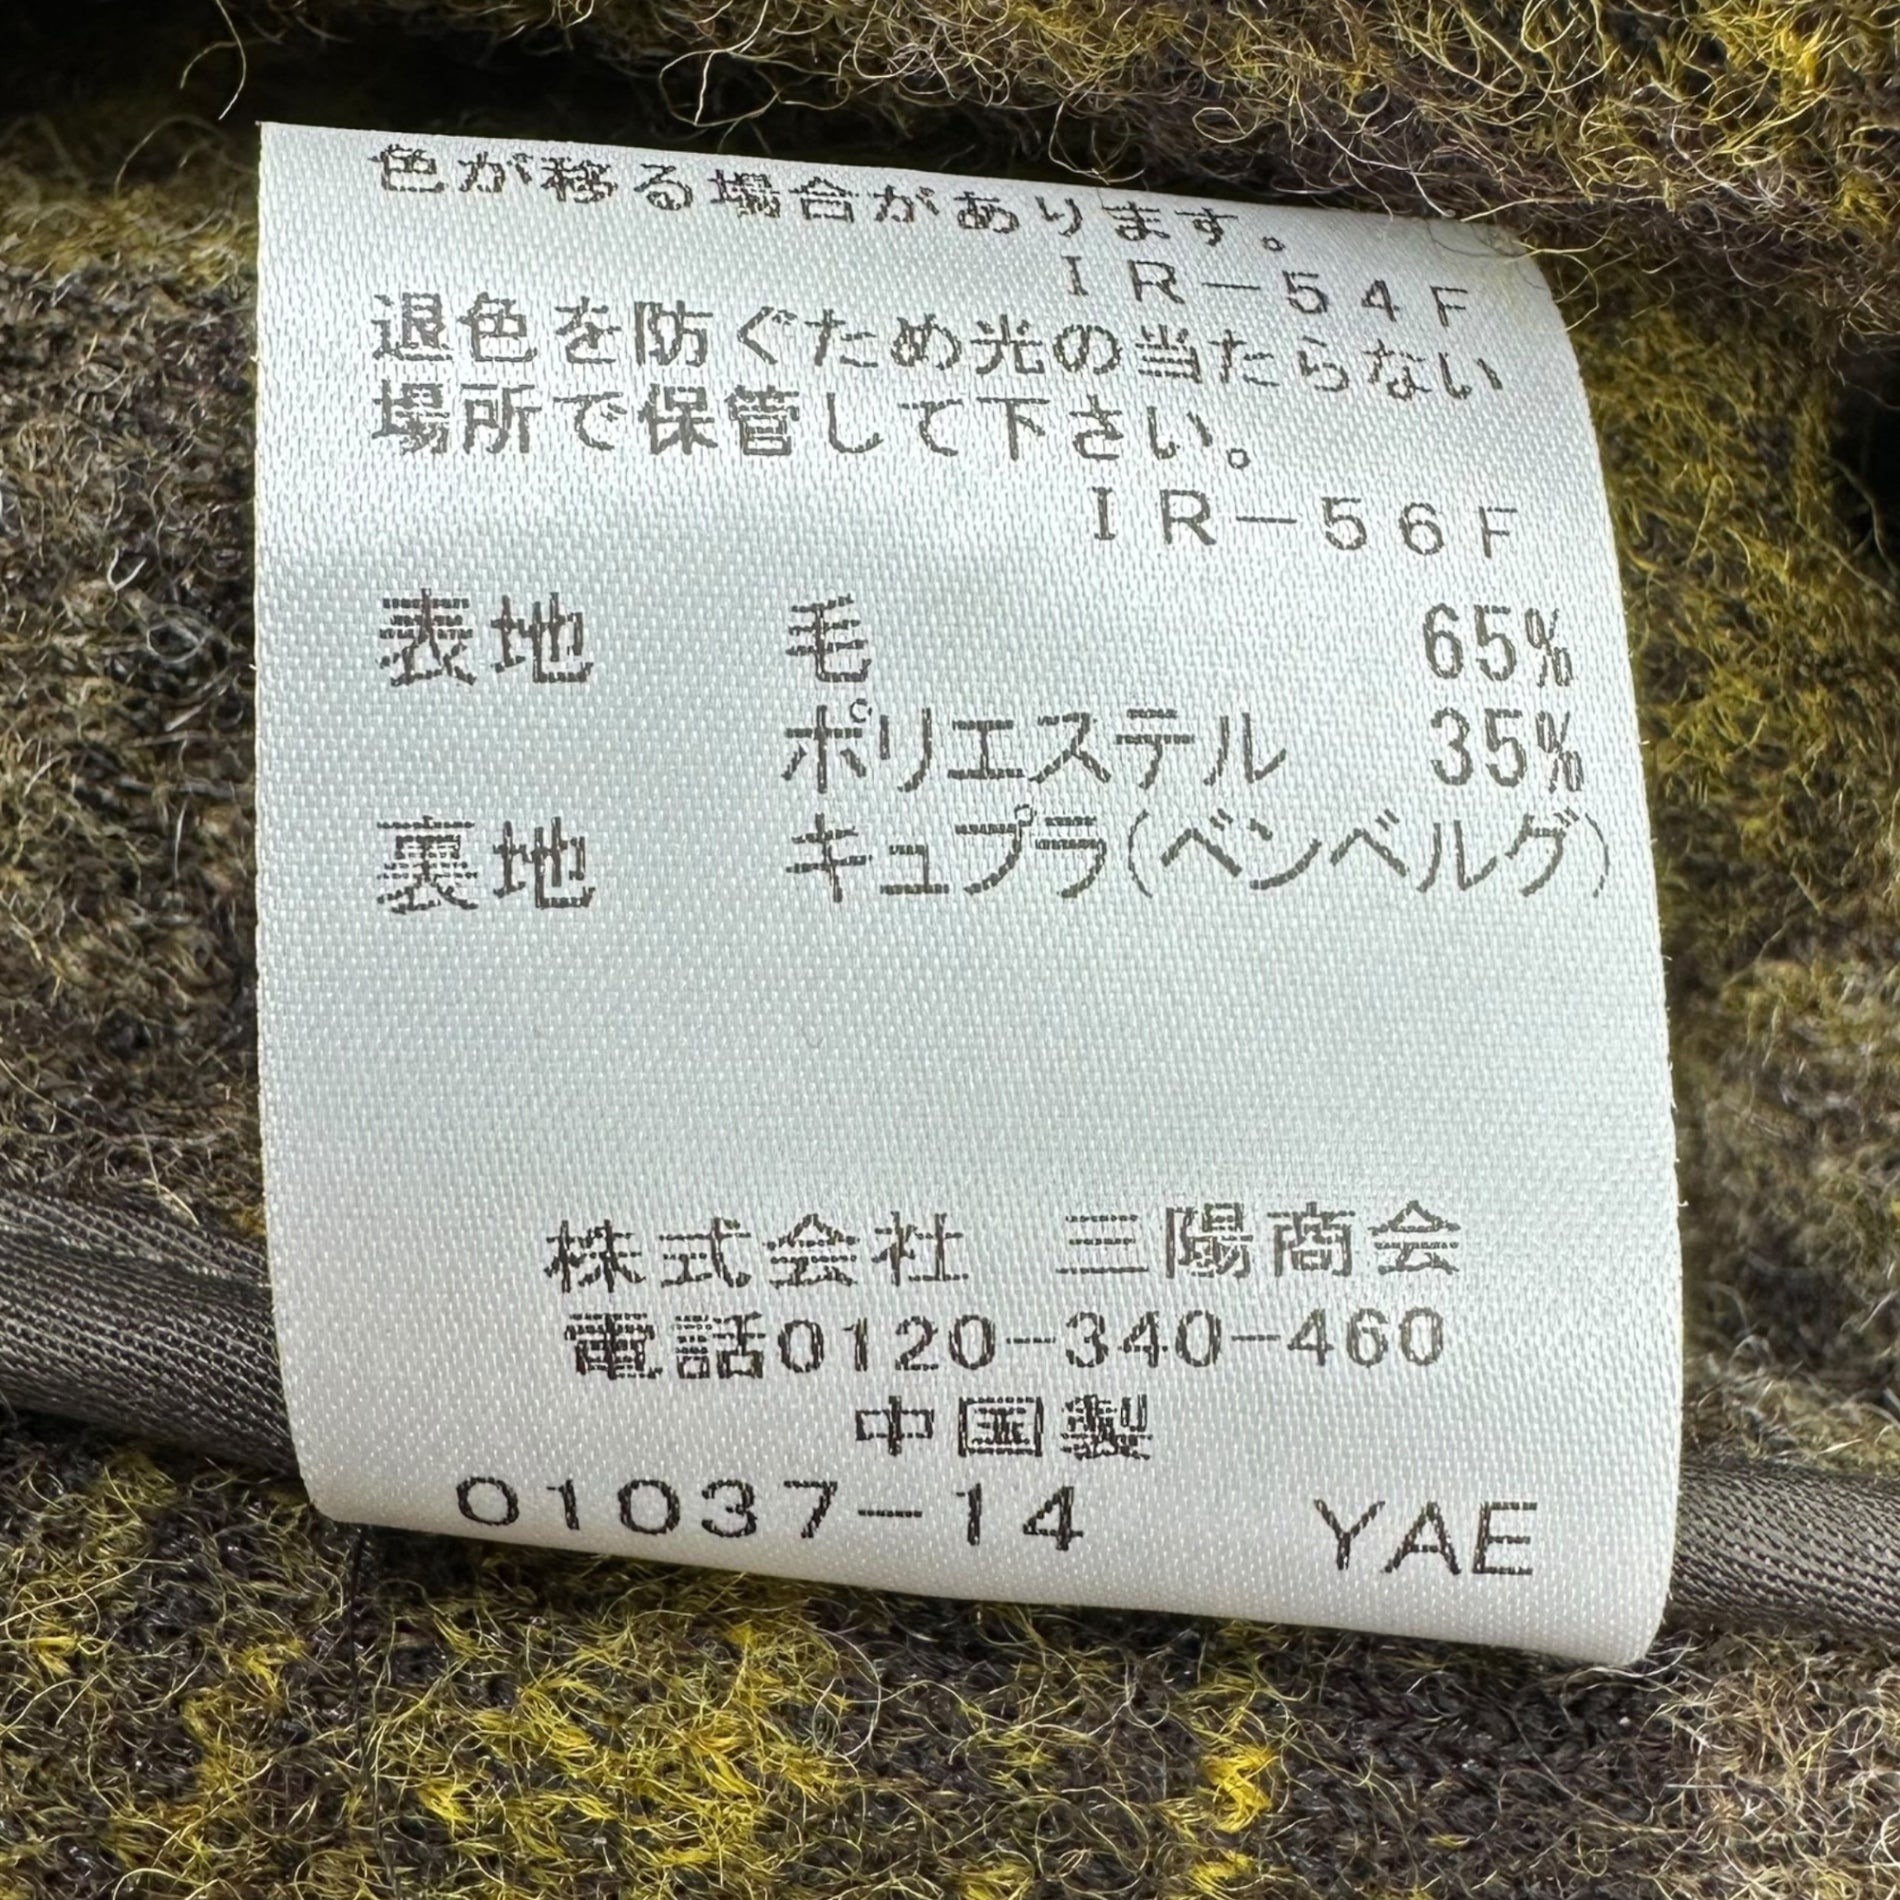 色が移る場合があります。
IR-54F
退色を防ぐため光の当たらない
場所で保管して下さい。
IR-56F
表地 毛 65%
ポリエステル 35%
裏地 キュプラ(ベンベルグ)
株式会社 三陽商会
電話0120-340-460
中国製
01037-14 YAE